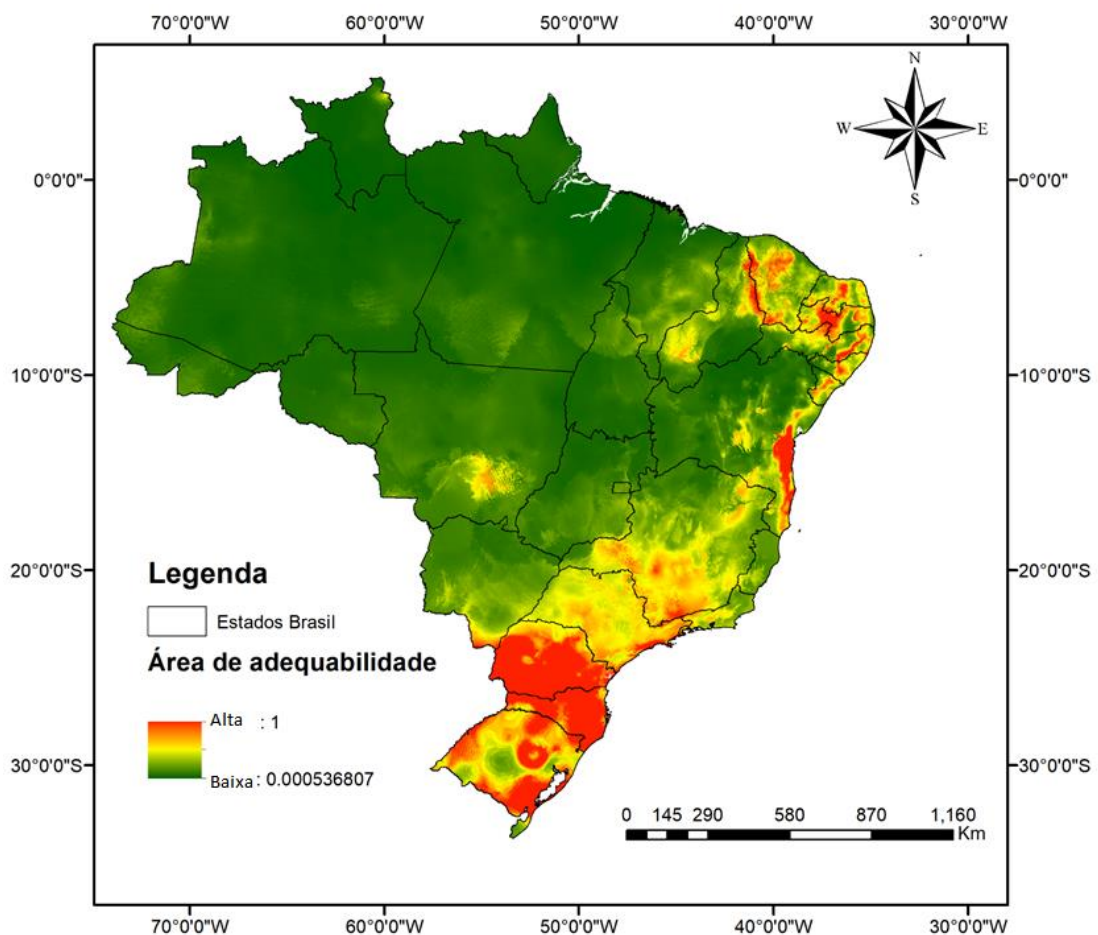 70°0'0"W 60°0'0"W 50°0'0"W 40°0'0"W 30°0'0"W
N
W E
S
0°0'0" 0°0'0"
10°0'0"S 10°0'0"S
20°0'0"S 20°0'0"S
Legenda
Estados Brasil
Área de adequabilidade
Alta : 1
Baixa : 0.000536807
30°0'0"S 30°0'0"S
0 145 290 580 870 1,160
Km
70°0'0"W 60°0'0"W 50°0'0"W 40°0'0"W 30°0'0"W